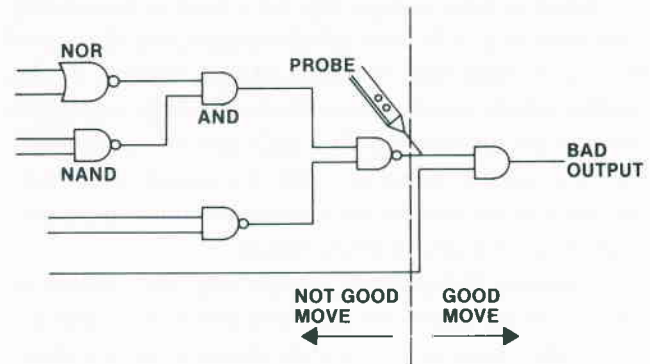 NOR
PROBE
AND
NAND
BAD
OUTPUT
NOT GOOD
MOVE
GOOD
MOVE